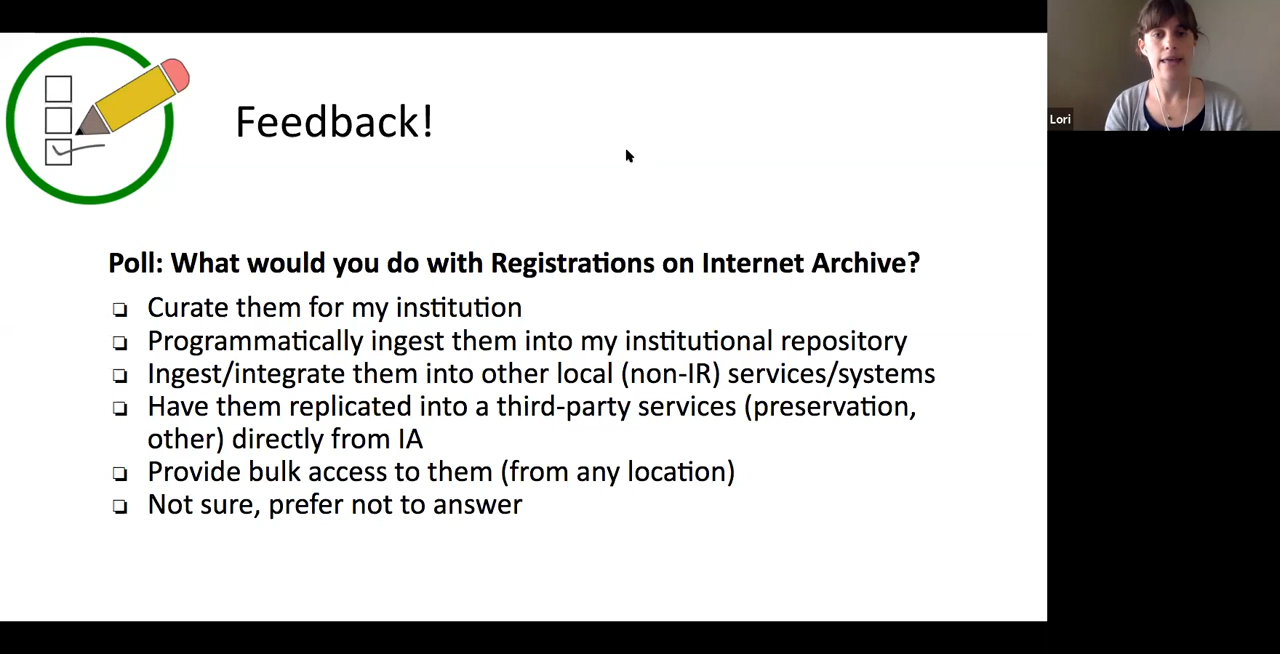 Feedback!
Lori
Poll: What would you do with Registrations on Internet Archive?
❏ Curate them for my institution
❏ Programmatically ingest them into my institutional repository
❏ Ingest/integrate them into other local (non-IR) services/systems
❏ Have them replicated into a third-party services (preservation,
other) directly from IA
❏ Provide bulk access to them (from any location)
❏ Not sure, prefer not to answer